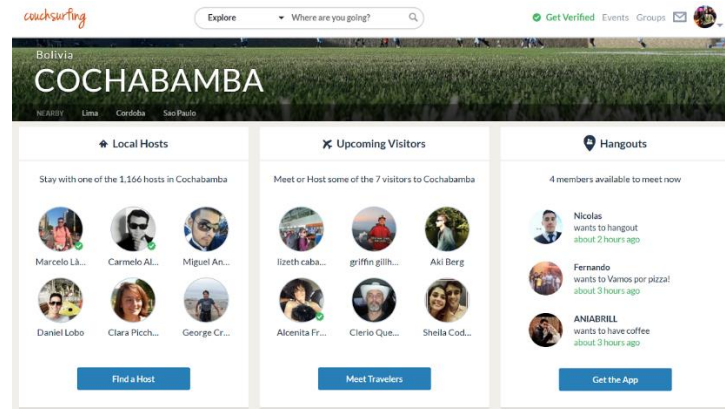 couchsurfing
Explore
Where are you going?
Get Verified
Events
Groups
Bolivia
COCHABAMBA
NEARBY Lima Cordoba Sao Paulo
Local Hosts
Stay with one of the 1,166 hosts in Cochabamba
Marcelo Là... Carmelo Al... Miguel An...
Daniel Lobo Clara Picch... George Cr...
Find a Host
Upcoming Visitors
Meet or Host some of the 7 visitors to Cochabamba
lizeth caba... griffin gillh... Aki Berg
Alcenita Fr... Clerio Que... Sheila Cod...
Meet Travelers
Hangouts
4 members available to meet now
Nicolas
wants to hangout
about 2 hours ago
Fernando
wants to Vamos por pizza!
about 3 hours ago
ANIABRILL
wants to have coffee
about 3 hours ago
Get the App